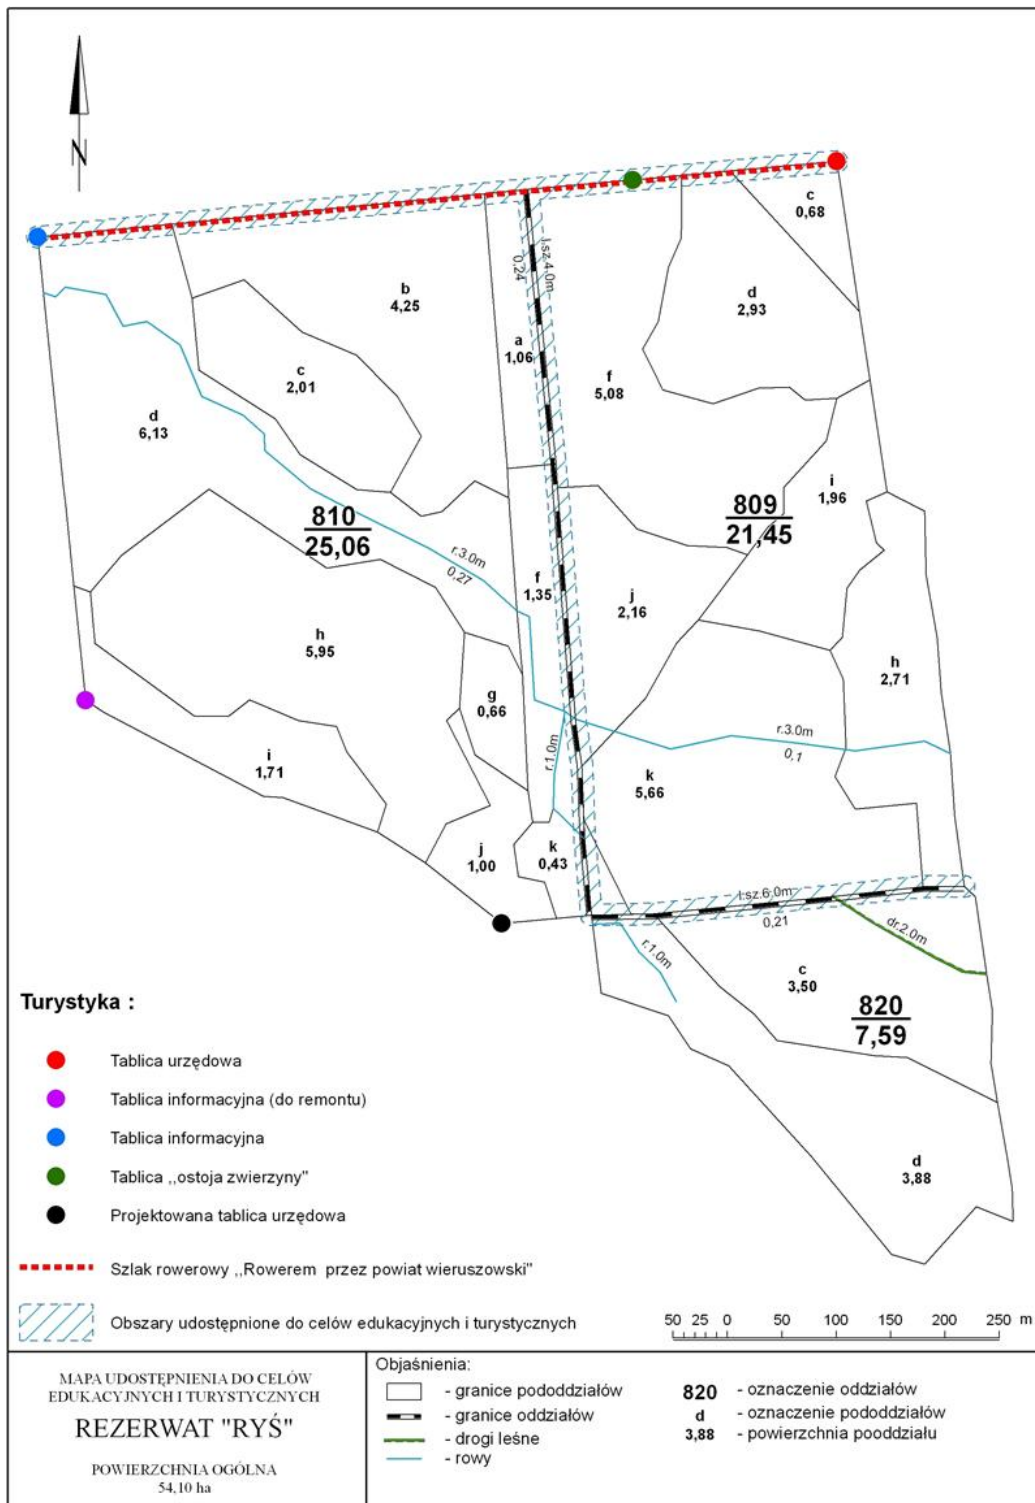 N
c
0,68
b
4,25
l.sz.4.0m
0,24
d
2,93
a
1,06
c
2,01
f
5,08
d
6,13
i
1,96
810
25,06
809
21,45
r.3.0m
0,27
f
1,35
j
2,16
h
5,95
h
2,71
g
0,66
r.3.0m
0,1
i
1,71
r.1.0m
k
5,66
j
1,00
k
0,43
l.sz.6.0m
0,21
dr.2.0m
r.1.0m
c
3,50
820
7,59
d
3,88
Turystyka :
Tablica urzędowa
Tablica informacyjna (do remontu)
Tablica informacyjna
Tablica ,,ostoja zwierzyny"
Projektowana tablica urzędowa
Szlak rowerowy ,,Rowerem przez powiat wieruszowski"
Obszary udostępnione do celów edukacyjnych i turystycznych
50 25 0 50 100 150 200 250 m
MAPA UDOSTĘPNIENIA DO CELÓW
EDUKACYJNYCH I TURYSTYCZNYCH
REZERWAT "RYŚ"
POWIERZCHNIA OGÓLNA
54,10 ha
Objaśnienia:
- granice pododdziałów
- granice oddziałów
- drogi leśne
- rowy
820 - oznaczenie oddziałów
d - oznaczenie pododdziałów
3,88 - powierzchnia pooddziału